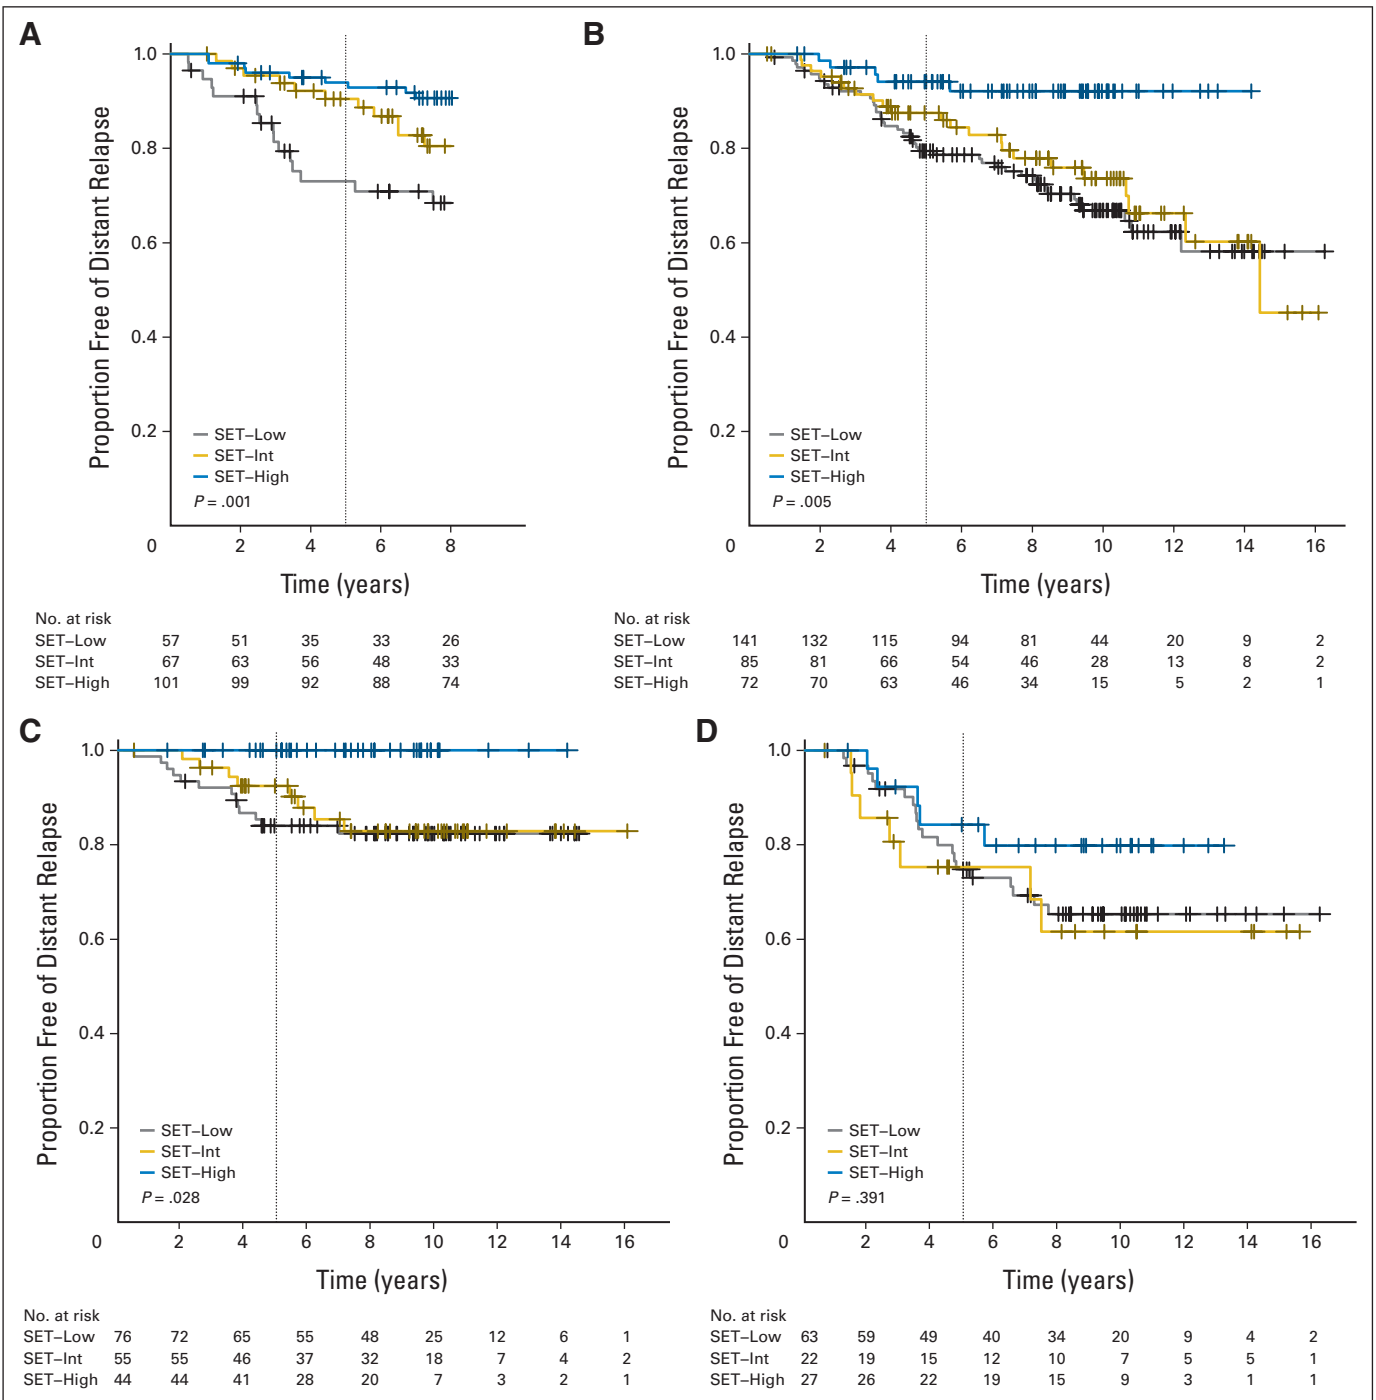 A
Proportion Free of Distant Relapse
1.0
0.8
0.6
0.4
0.2
SET–Low
SET–Int
SET–High
P = .001
0 2 4 6 8
Time (years)
No. at risk
SET–Low 57 51 35 33 26
SET–Int 67 63 56 48 33
SET–High 101 99 92 88 74
B
Proportion Free of Distant Relapse
1.0
0.8
0.6
0.4
0.2
SET–Low
SET–Int
SET–High
P = .005
0 2 4 6 8 10 12 14 16
Time (years)
No. at risk
SET–Low 141 132 115 94 81 44 20 9 2
SET–Int 85 81 66 54 46 28 13 8 2
SET–High 72 70 63 46 34 15 5 2 1
C
Proportion Free of Distant Relapse
1.0
0.8
0.6
0.4
0.2
SET–Low
SET–Int
SET–High
P = .028
0 2 4 6 8 10 12 14 16
Time (years)
No. at risk
SET–Low 76 72 65 55 48 25 12 6 1
SET–Int 55 55 46 37 32 18 7 4 2
SET–High 44 44 41 28 20 7 3 2 1
D
Proportion Free of Distant Relapse
1.0
0.8
0.6
0.4
0.2
SET–Low
SET–Int
SET–High
P = .391
0 2 4 6 8 10 12 14 16
Time (years)
No. at risk
SET–Low 63 59 49 40 34 20 9 4 2
SET–Int 22 19 15 12 10 7 5 5 1
SET–High 27 26 22 19 15 9 3 1 1